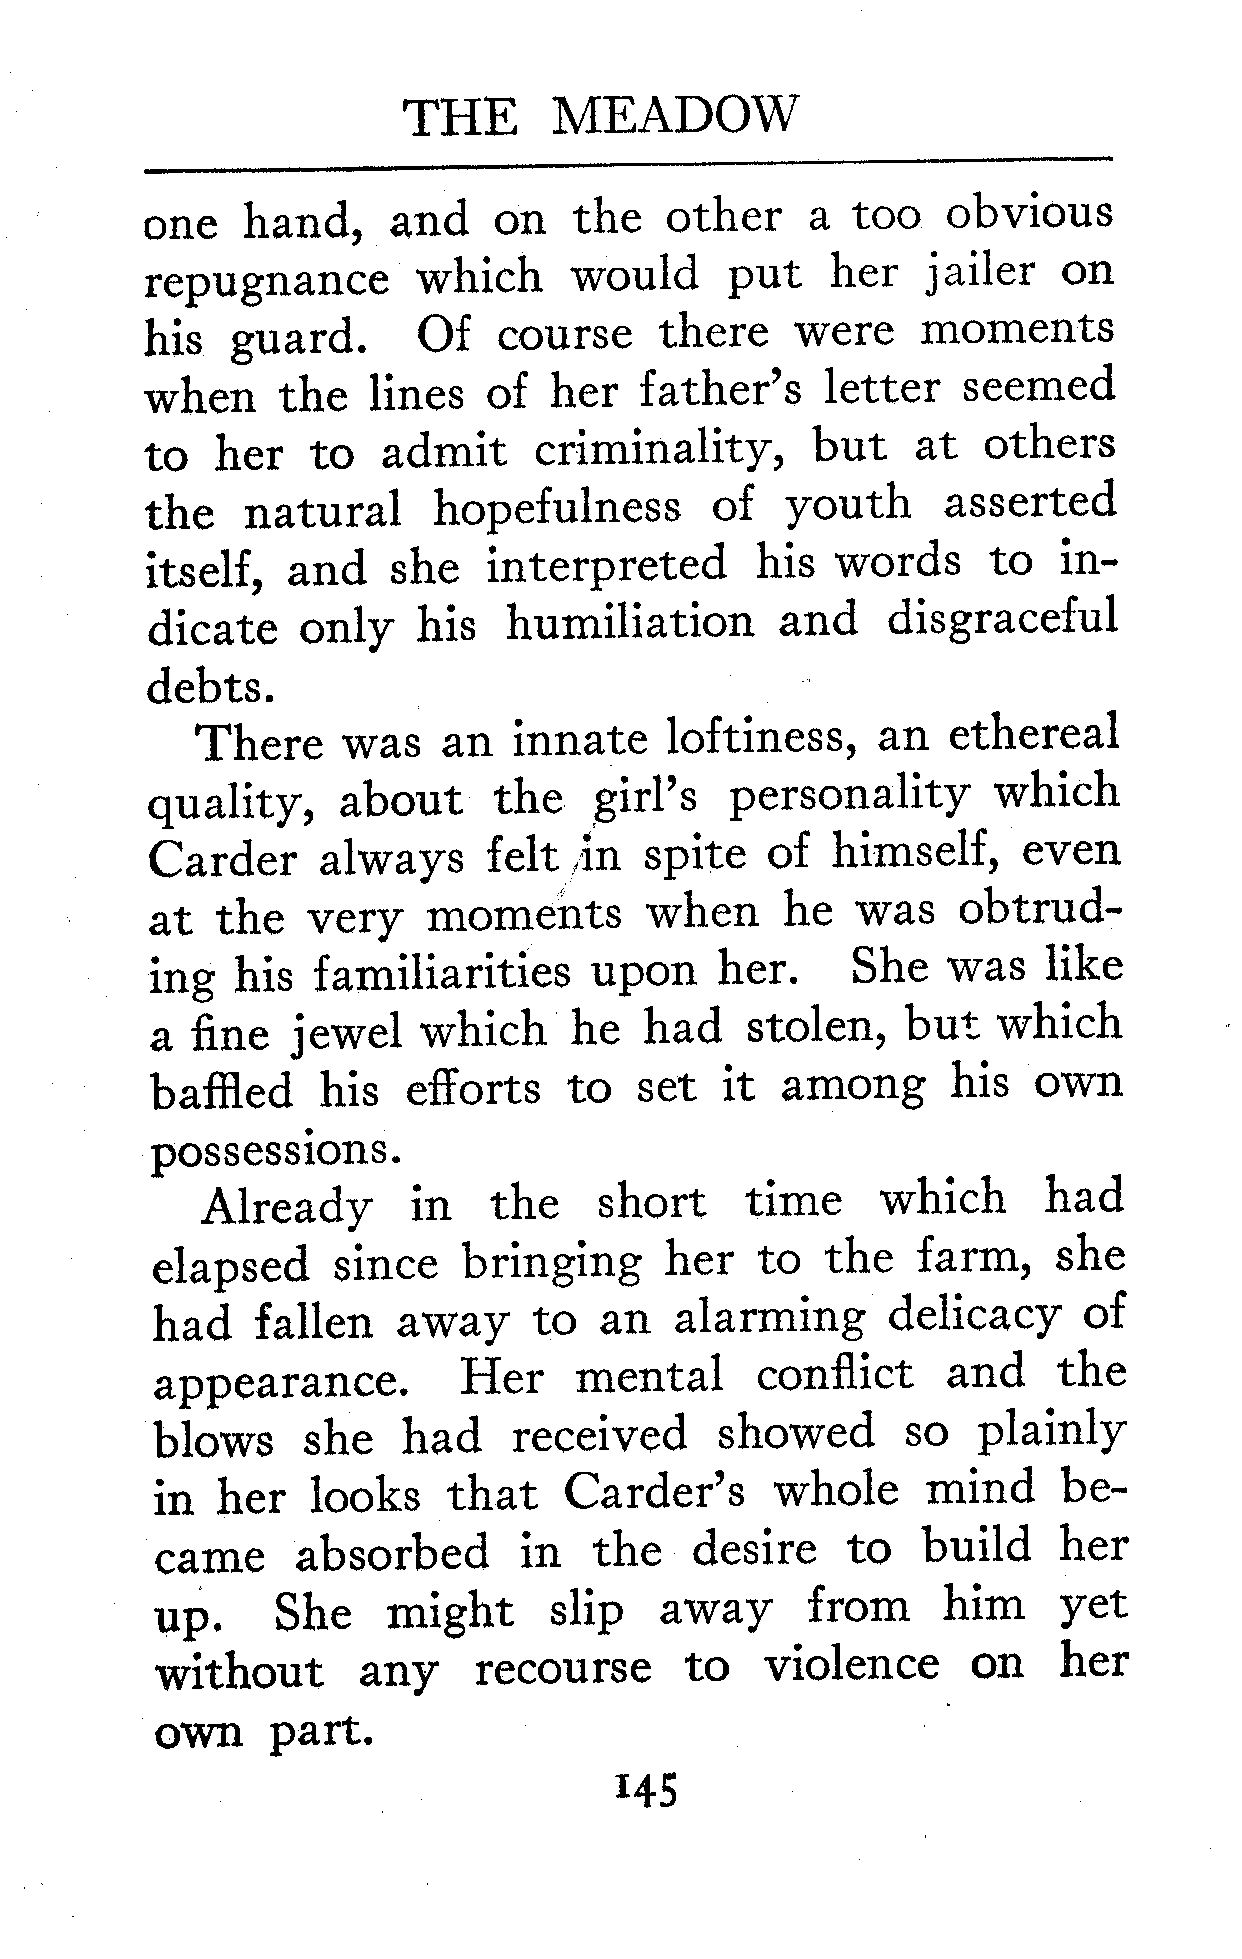 THE MEADOW
one hand, and on the other a too obvious
repugnance which would put her jailer on
his guard. Of course there were moments
when the lines of her father's letter seemed
to her to admit criminality, but at others
the natural hopefulness of youth asserted
itself, and she interpreted his words to in-
dicate only his humiliation and disgraceful
debts.
There was an innate loftiness, an ethereal
quality, about the girl's personality which
Carder always felt in spite of himself, even
at the very moments when he was obtrud-
ing his familiarities upon her. She was like
a fine jewel which he had stolen, but which
baffled his efforts to set it among his own
possessions.
Already in the short time which had
elapsed since bringing her to the farm, she
had fallen away to an alarming delicacy of
appearance. Her mental conflict and the
blows she had received showed so plainly
in her looks that Carder's whole mind be-
came absorbed in the desire to build her
up. She might slip away from him yet
without any recourse to violence on her
own part.
145